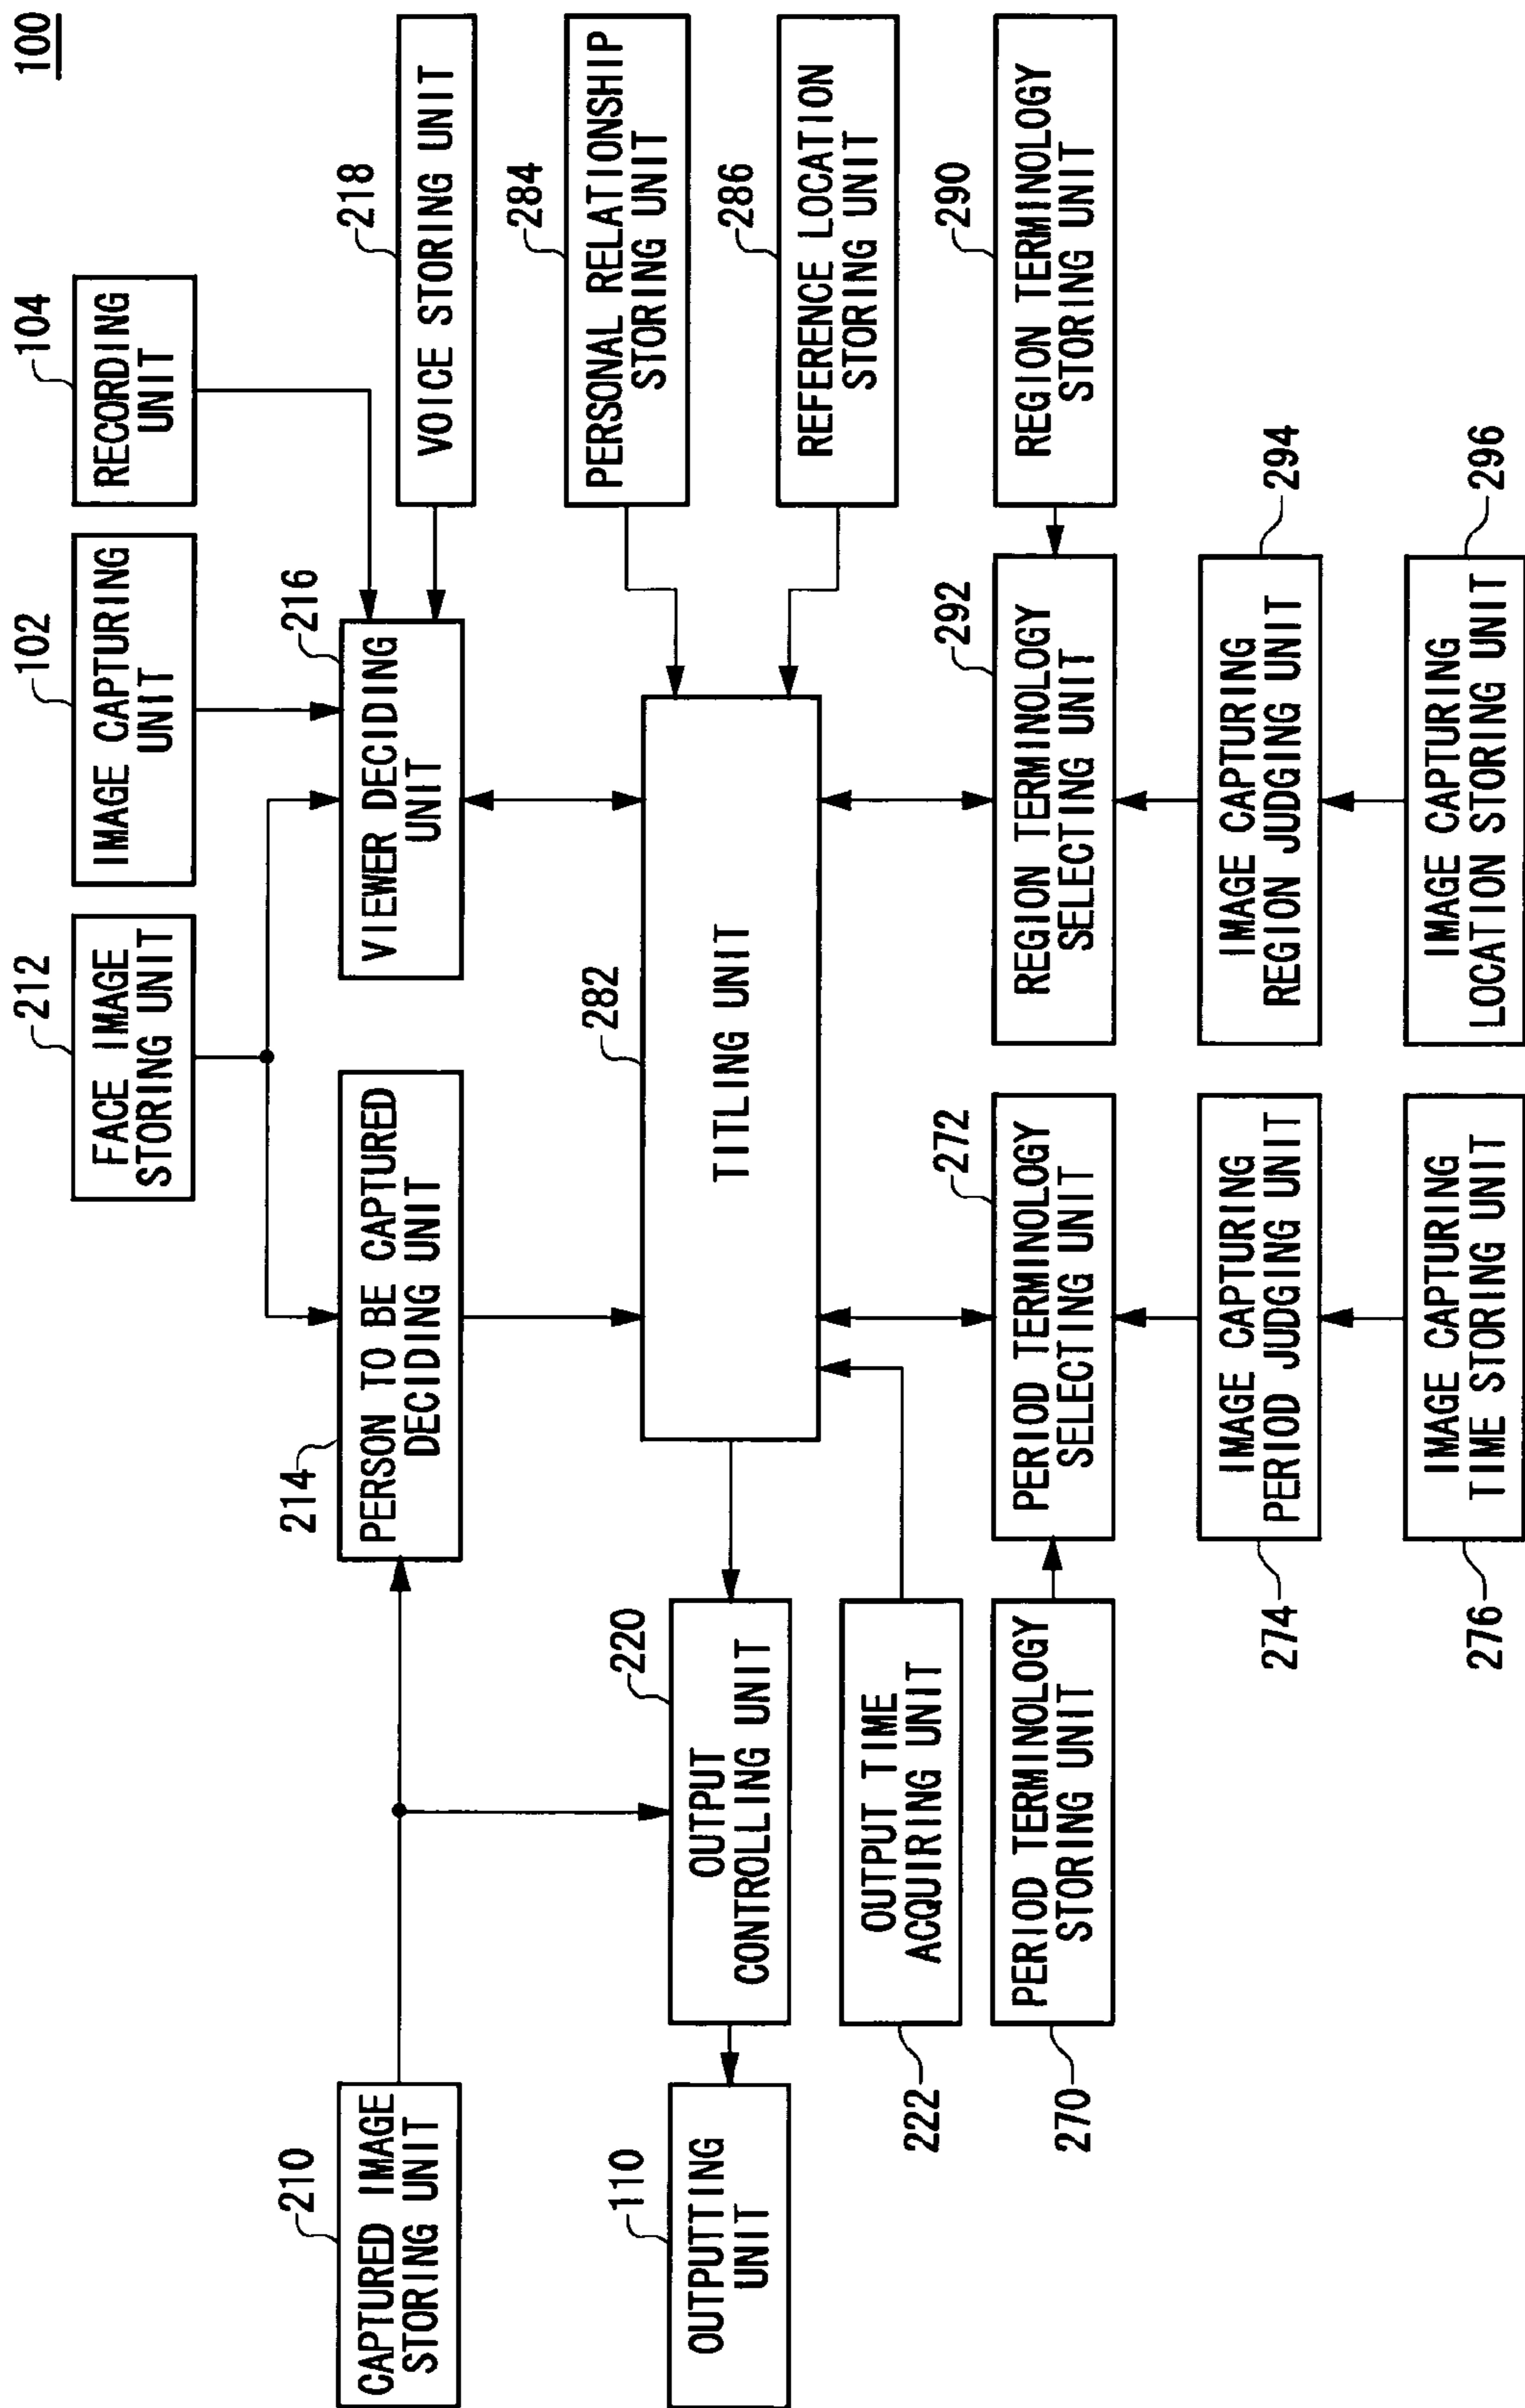 100
212
FACE IMAGE
STORING UNIT
102
IMAGE CAPTURING
UNIT
104
RECORDING
UNIT
210
CAPTURED IMAGE
STORING UNIT
214
PERSON TO BE CAPTURED
DECIDING UNIT
216
VIEWER DECIDING
UNIT
218
VOICE STORING UNIT
284
PERSONAL RELATIONSHIP
STORING UNIT
110
OUTPUTTING
UNIT
220
OUTPUT
CONTROLLING UNIT
282
TITLING UNIT
286
REFERENCE LOCATION
STORING UNIT
222
OUTPUT TIME
ACQUIRING UNIT
270
PERIOD TERMINOLOGY
STORING UNIT
272
PERIOD TERMINOLOGY
SELECTING UNIT
292
REGION TERMINOLOGY
SELECTING UNIT
290
REGION TERMINOLOGY
STORING UNIT
274
IMAGE CAPTURING
PERIOD JUDGING UNIT
IMAGE CAPTURING
REGION JUDGING UNIT
294
276
IMAGE CAPTURING
TIME STORING UNIT
IMAGE CAPTURING
LOCATION STORING UNIT
296